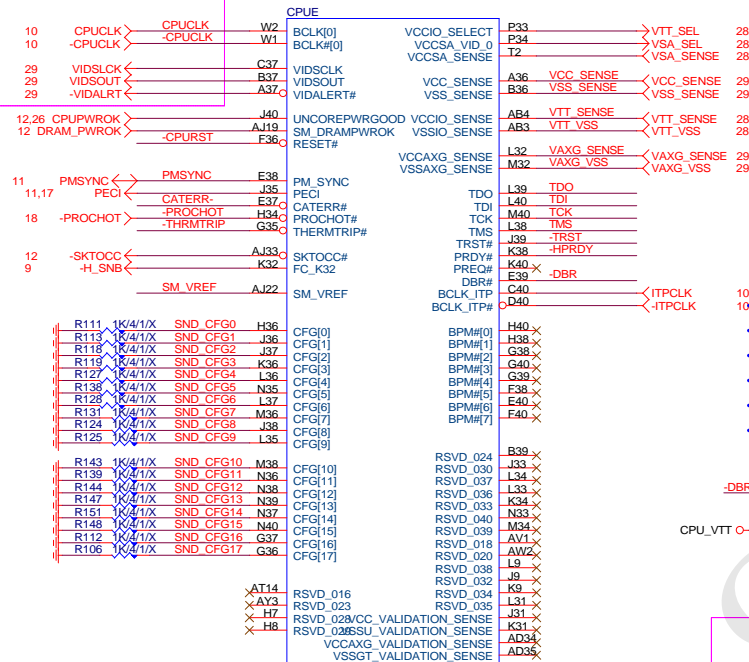 CPUE
10 CPUCLK CPUCLK W2 BCLK[0] VCCIO_SELECT P33 VTT_SEL 28
10 -CPUCLK -CPUCLK W1 BCLK#[0] VCCSA_VID_0 P34 VSA_SEL 28
VCCSA_SENSE T2 VSA_SENSE 28
29 VIDSLCK C37 VIDSCLK
29 VIDSOUT B37 VIDSOUT VCC_SENSE A36 VCC_SENSE VCC_SENSE 29
29 -VIDALRT A37 VIDALERT# VSS_SENSE B36 VSS_SENSE VSS_SENSE 29
12,26 CPUPWROK J40 UNCOREPWRGOOD VCCIO_SENSE AB4 VTT_SENSE VTT_SENSE 28
12 DRAM_PWROK AJ19 SM_DRAMPWROK VSSIO_SENSE AB3 VTT_VSS VTT_VSS 28
-CPURST F36 RESET#
VCCAXG_SENSE L32 VAXG_SENSE VAXG_SENSE 29
VSSAXG_SENSE M32 VAXG_VSS VAXG_VSS 29
11 PMSYNC PMSYNC E38 PM_SYNC
11,17 PECI J35 PECI TDO L39 TDO
CATERR- E37 CATERR# TDI L40 TDI
18 -PROCHOT -PROCHOT H34 PROCHOT# TCK M40 TCK
-THRMTRIP G35 THERMTRIP# TMS L38 TMS
TRST# J39 -TRST
12 -SKTOCC AJ33 SKTOCC# PRDY# K38 -HPRDY
9 -H_SNB K32 FC_K32 PREQ# K40
DBR# E39 -DBR
SM_VREF AJ22 SM_VREF BCLK_ITP C40 ITPCLK 10
BCLK_ITP# D40 -ITPCLK 10
R111 1K/4/1/X SND_CFG0 H36 CFG[0] BPM#[0] H40
R113 1K/4/1/X SND_CFG1 J36 CFG[1] BPM#[1] H38
R118 1K/4/1/X SND_CFG2 J37 CFG[2] BPM#[2] G38
R119 1K/4/1/X SND_CFG3 K36 CFG[3] BPM#[3] G40
R127 1K/4/1/X SND_CFG4 L36 CFG[4] BPM#[4] G39
R138 1K/4/1/X SND_CFG5 N35 CFG[5] BPM#[5] F38
R128 1K/4/1/X SND_CFG6 L37 CFG[6] BPM#[6] E40
R131 1K/4/1/X SND_CFG7 M36 CFG[7] BPM#[7] F40
R124 1K/4/1/X SND_CFG8 J38 CFG[8]
R125 1K/4/1/X SND_CFG9 L35 CFG[9]
RSVD_024 B39
R143 1K/4/1/X SND_CFG10 M38 CFG[10] RSVD_030 J33
R139 1K/4/1/X SND_CFG11 N36 CFG[11] RSVD_037 L34
R144 1K/4/1/X SND_CFG12 N38 CFG[12] RSVD_036 L33
R147 1K/4/1/X SND_CFG13 N39 CFG[13] RSVD_033 K34
R151 1K/4/1/X SND_CFG14 N37 CFG[14] RSVD_040 N33
R148 1K/4/1/X SND_CFG15 N40 CFG[15] RSVD_039 M34
R112 1K/4/1/X SND_CFG16 G37 CFG[16] RSVD_018 AV1
R106 1K/4/1/X SND_CFG17 G36 CFG[17] RSVD_020 AW2
RSVD_038 L9
RSVD_032 J9
AT14 RSVD_016 RSVD_034 K9
AY3 RSVD_023 RSVD_035 L31
H7 RSVD_028 VCC_VALIDATION_SENSE J31
H8 RSVD_029 VSSU_VALIDATION_SENSE K31
VCCAXG_VALIDATION_SENSE AD34
VSSGT_VALIDATION_SENSE AD35
-DBR
CPU_VTT